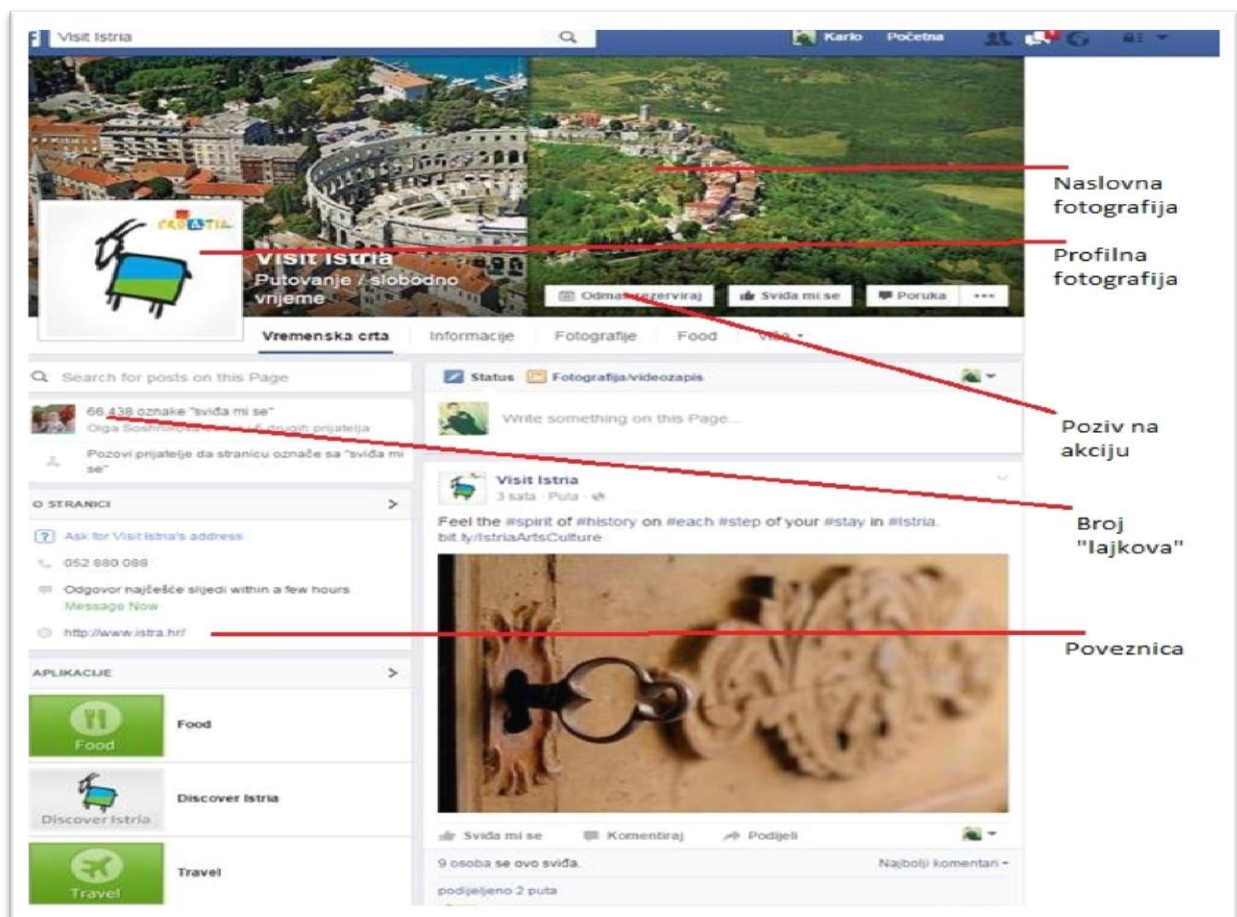 Visit Istria
Karlo Početna
CROATIA
Visit Istria
Putovanje / slobodno
vrijeme
Odmah rezerviraj
Sviđa mi se
Poruka
Vremenska crta
Informacije
Fotografije
Food
Više
Search for posts on this Page
66.438 oznake "sviđa mi se"
Olga Soshnikova i 6 drugih prijatelja
Pozovi prijatelje da stranicu označe sa "sviđa mi
se"
O STRANICI
Ask for Visit Istria's address
052 880 088
Odgovor najčešće slijedi within a few hours
Message Now
http://www.istra.hr/
APLIKACIJE
Food
Food
Discover Istria
Discover Istria
Travel
Travel
Status
Fotografija/videozapis
Write something on this Page...
Visit Istria
3 sata · Pula ·
Feel the #spirit of #history on #each #step of your #stay in #Istria.
bit.ly/IstriaArtsCulture
Sviđa mi se
Komentiraj
Podijeli
9 osoba se ovo sviđa.
Najbolji komentari
podijeljeno 2 puta
Naslovna
fotografija
Profilna
fotografija
Poziv na
akciju
Broj
"lajkova"
Poveznica